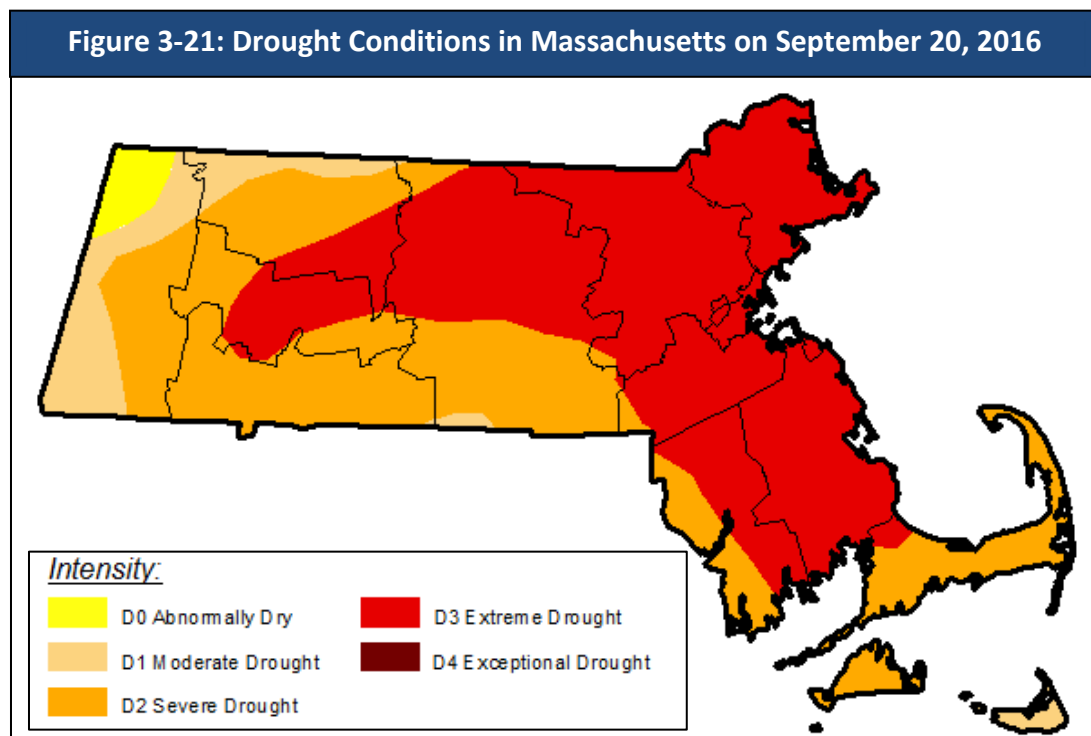 Figure 3-21: Drought Conditions in Massachusetts on September 20, 2016
Intensity:
D0 Abnormally Dry
D1 Moderate Drought
D2 Severe Drought
D3 Extreme Drought
D4 Exceptional Drought